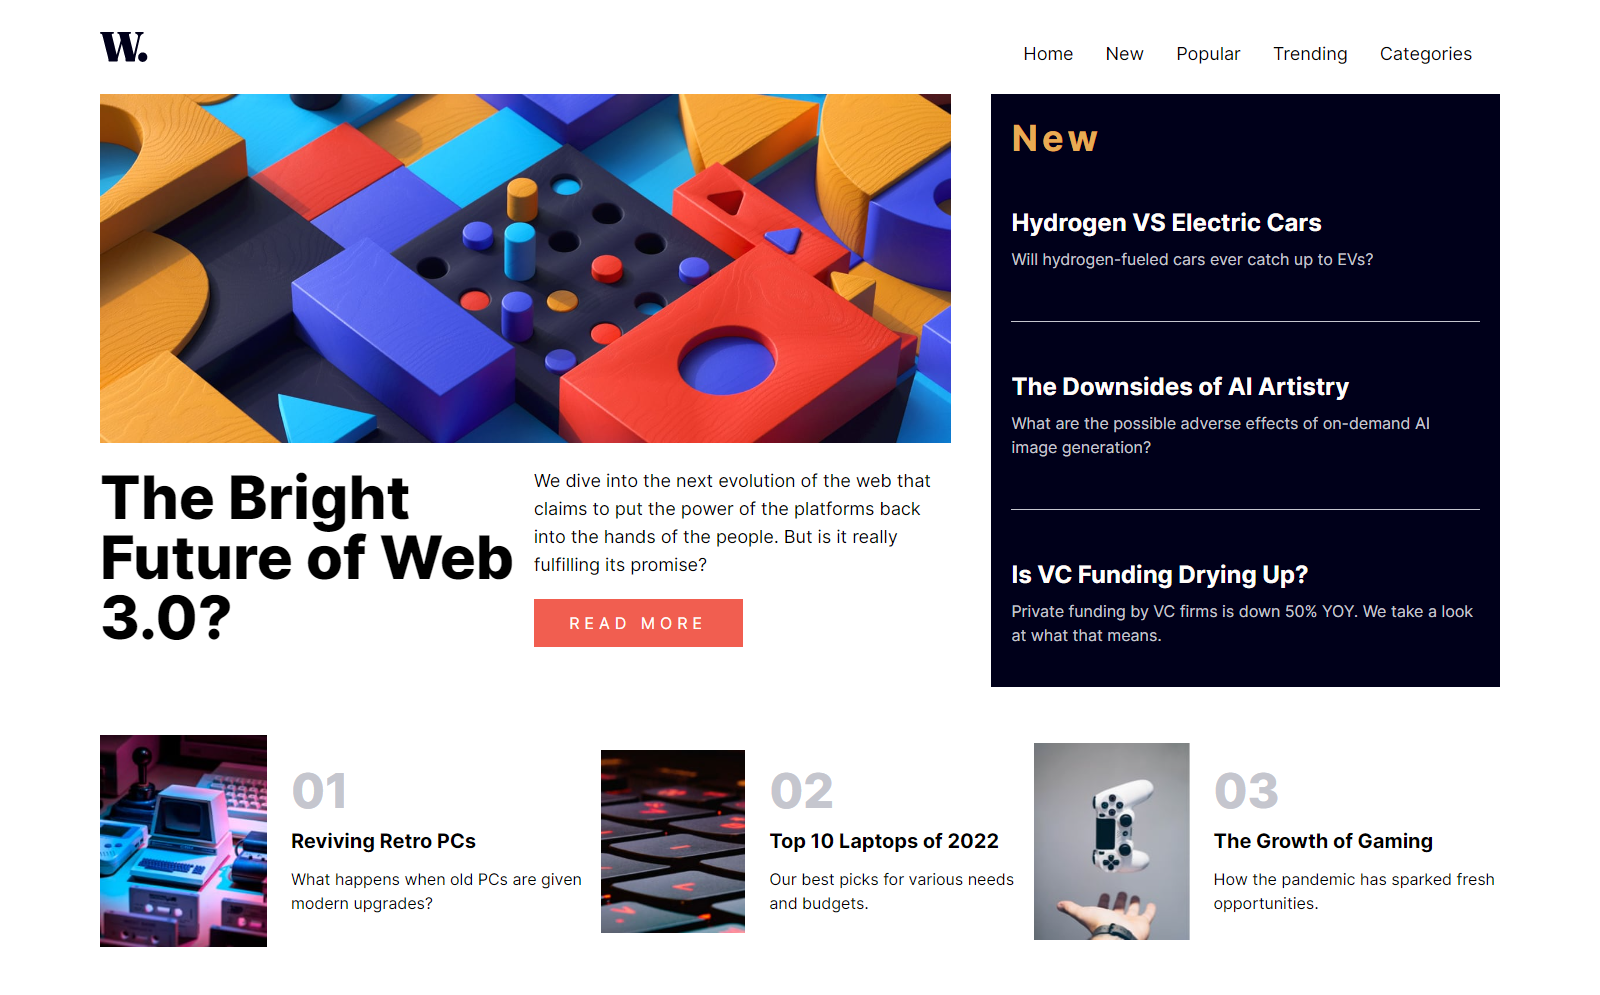 W.
Home New Popular Trending Categories
The Bright
Future of Web
3.0?
We dive into the next evolution of the web that
claims to put the power of the platforms back
into the hands of the people. But is it really
fulfilling its promise?
READ MORE
New
Hydrogen VS Electric Cars
Will hydrogen-fueled cars ever catch up to EVs?
The Downsides of AI Artistry
What are the possible adverse effects of on-demand AI
image generation?
Is VC Funding Drying Up?
Private funding by VC firms is down 50% YOY. We take a look
at what that means.
01
Reviving Retro PCs
What happens when old PCs are given
modern upgrades?
02
Top 10 Laptops of 2022
Our best picks for various needs
and budgets.
03
The Growth of Gaming
How the pandemic has sparked fresh
opportunities.